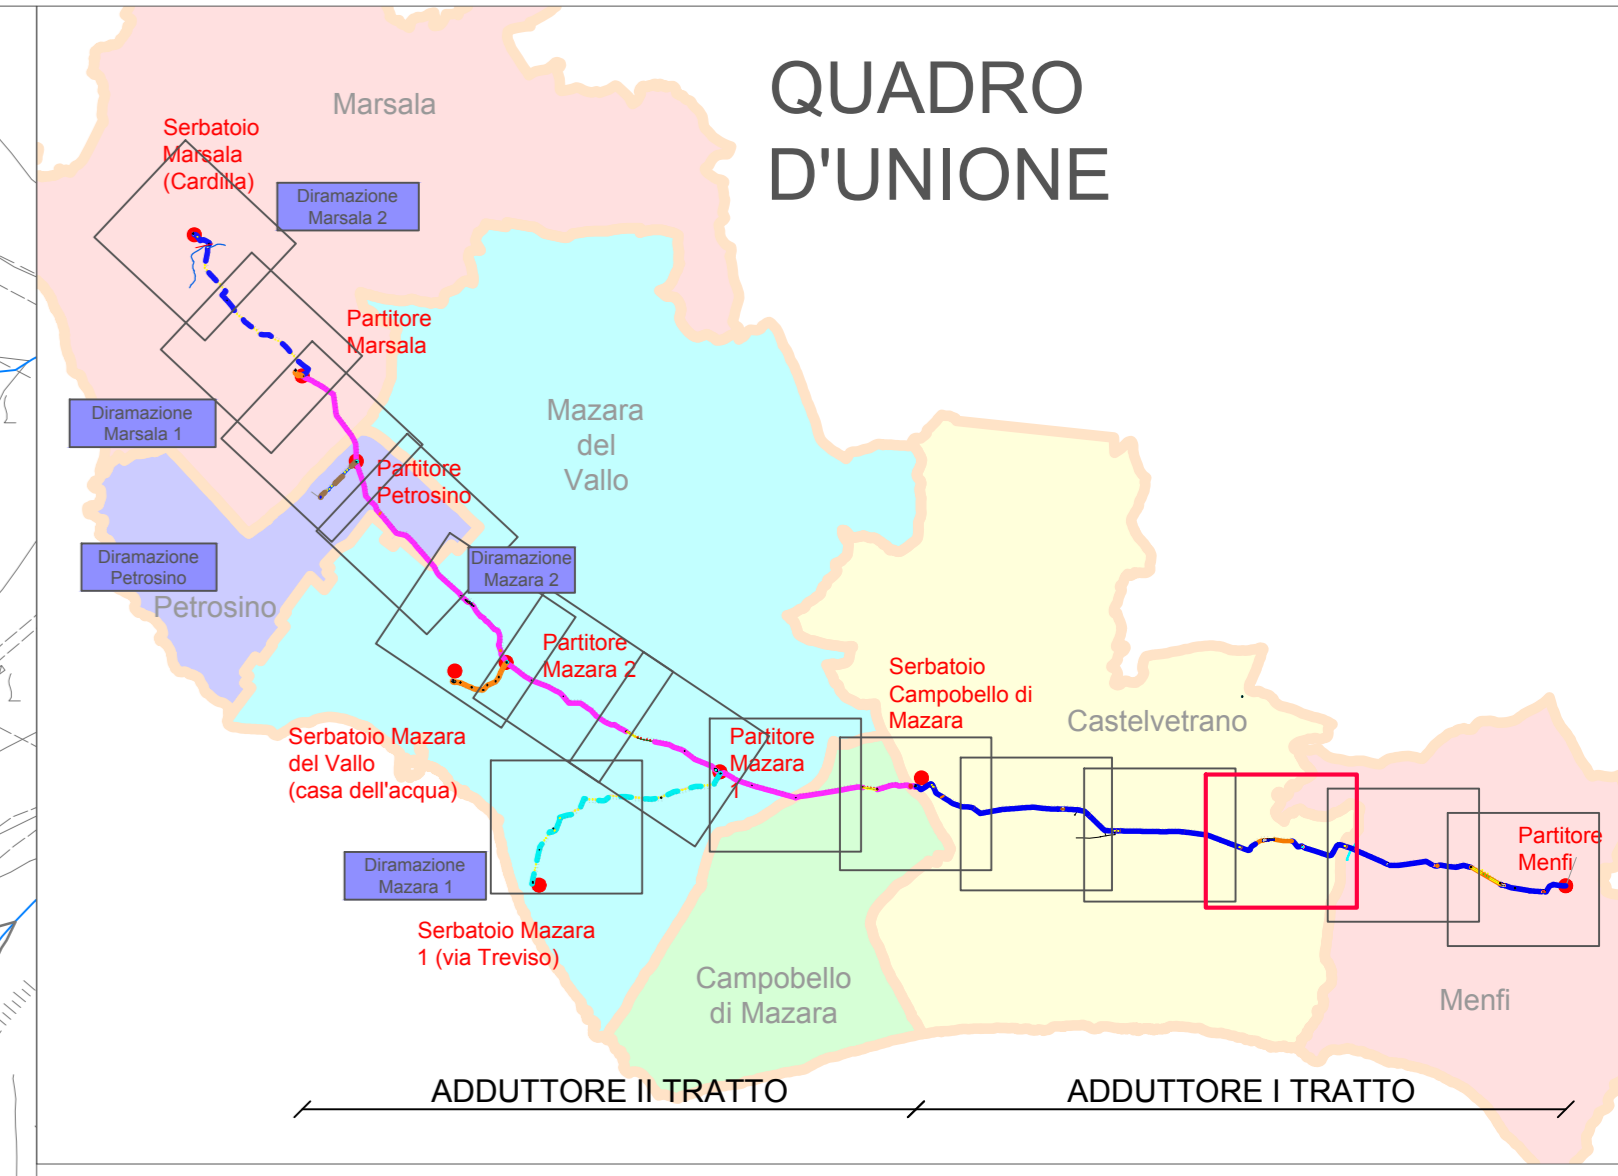 QUADRO
D'UNIONE
Marsala
Serbatoio
Marsala
(Cardilla)
Diramazione
Marsala 2
Partitore
Marsala
Diramazione
Marsala 1
Mazara
del
Vallo
Partitore
Petrosino
Diramazione
Petrosino
Petrosino
Diramazione
Mazara 2
Partitore
Mazara 2
Serbatoio
Campobello di
Mazara
Castelvetrano
Serbatoio Mazara
del Vallo
(casa dell'acqua)
Partitore
Mazara
1
Partitore
Menfi
Diramazione
Mazara 1
Serbatoio Mazara
1 (via Treviso)
Campobello
di Mazara
Menfi
ADDUTTORE II TRATTO
ADDUTTORE I TRATTO